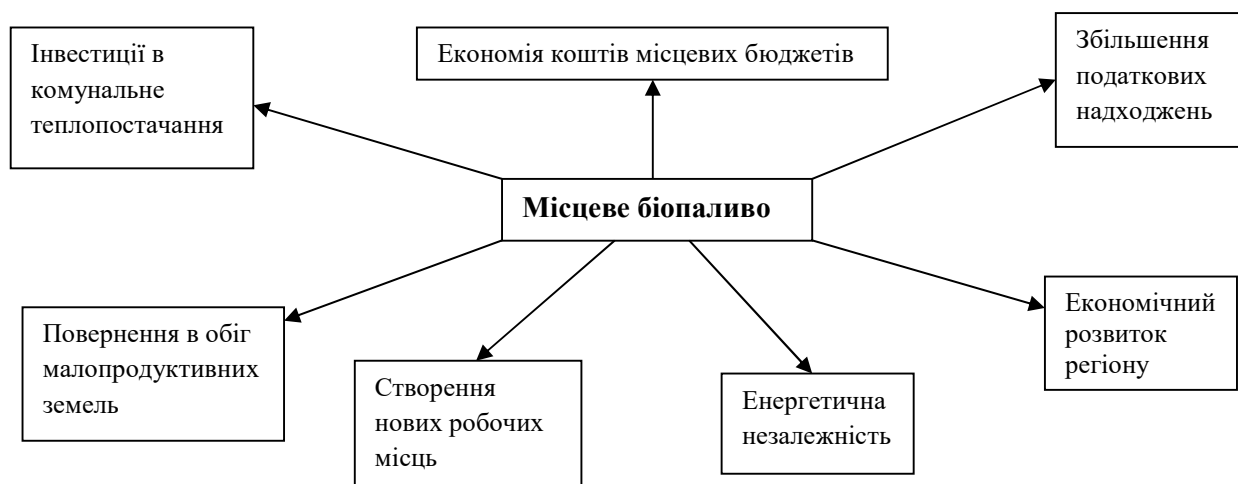 Інвестиції в
комунальне
теплопостачання
Економія коштів місцевих бюджетів
Збільшення
податкових
надходжень
Місцеве біопаливо
Повернення в обіг
малопродуктивних
земель
Створення
нових робочих
місць
Енергетична
незалежність
Економічний
розвиток
регіону